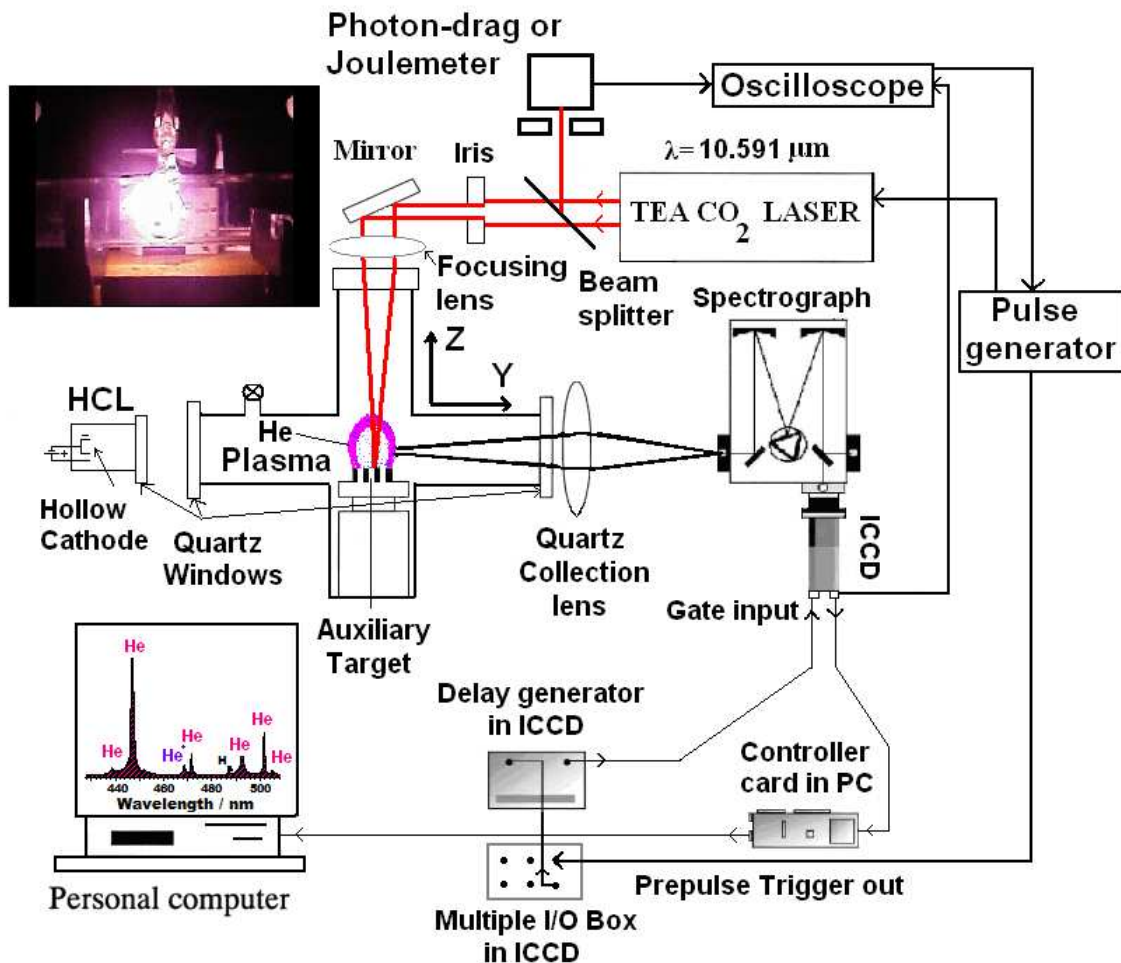 Photon-drag or
Joulemeter
Oscilloscope
Mirror
Iris
λ= 10.591 µm
TEA CO2 LASER
Focusing
lens
Beam
splitter
Spectrograph
Pulse
generator
Z
Y
HCL
He
Plasma
Hollow
Cathode
Quartz
Windows
Quartz
Collection
lens
ICCD
Auxiliary
Target
Gate input
He
He
He+
He
H
He
He
He
440 460 480 490 500
Wavelength / nm
Delay generator
in ICCD
Controller
card in PC
Personal computer
Prepulse Trigger out
Multiple I/O Box
in ICCD